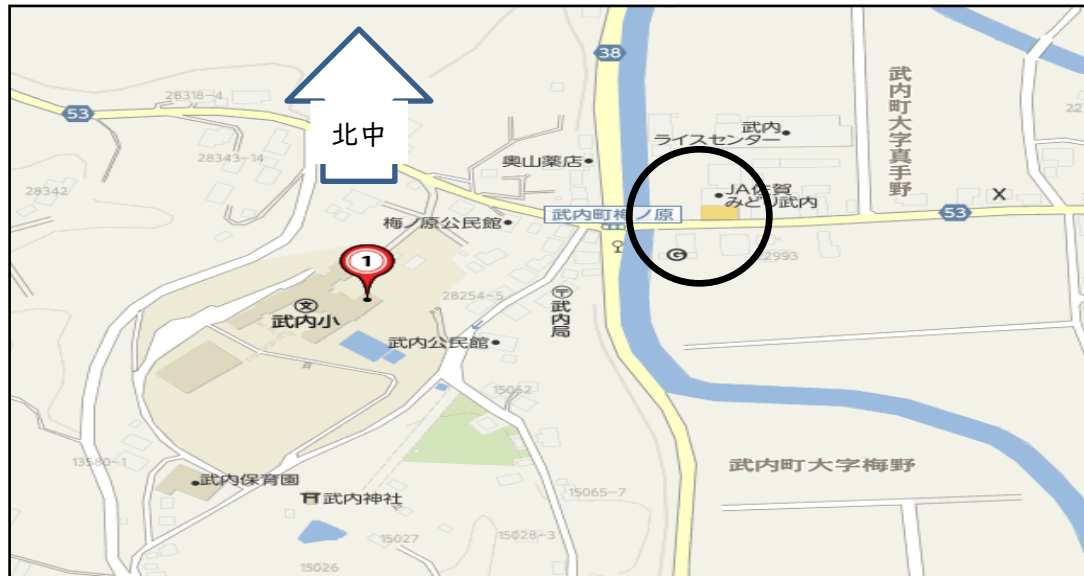 38
53
28318-4
北中
武内
ライスセンター
武内町大字真手野
28343-14
奥山薬店
28342
JA佐賀
みどり武内
X
梅ノ原公民館
武内町梅ノ原
53
22993
G
1
28254-5
文
武内小
〒武内局
武内公民館
15062
13580-1
武内町大字梅野
武内保育園
武内神社
15065-7
15027
15028-3
15026